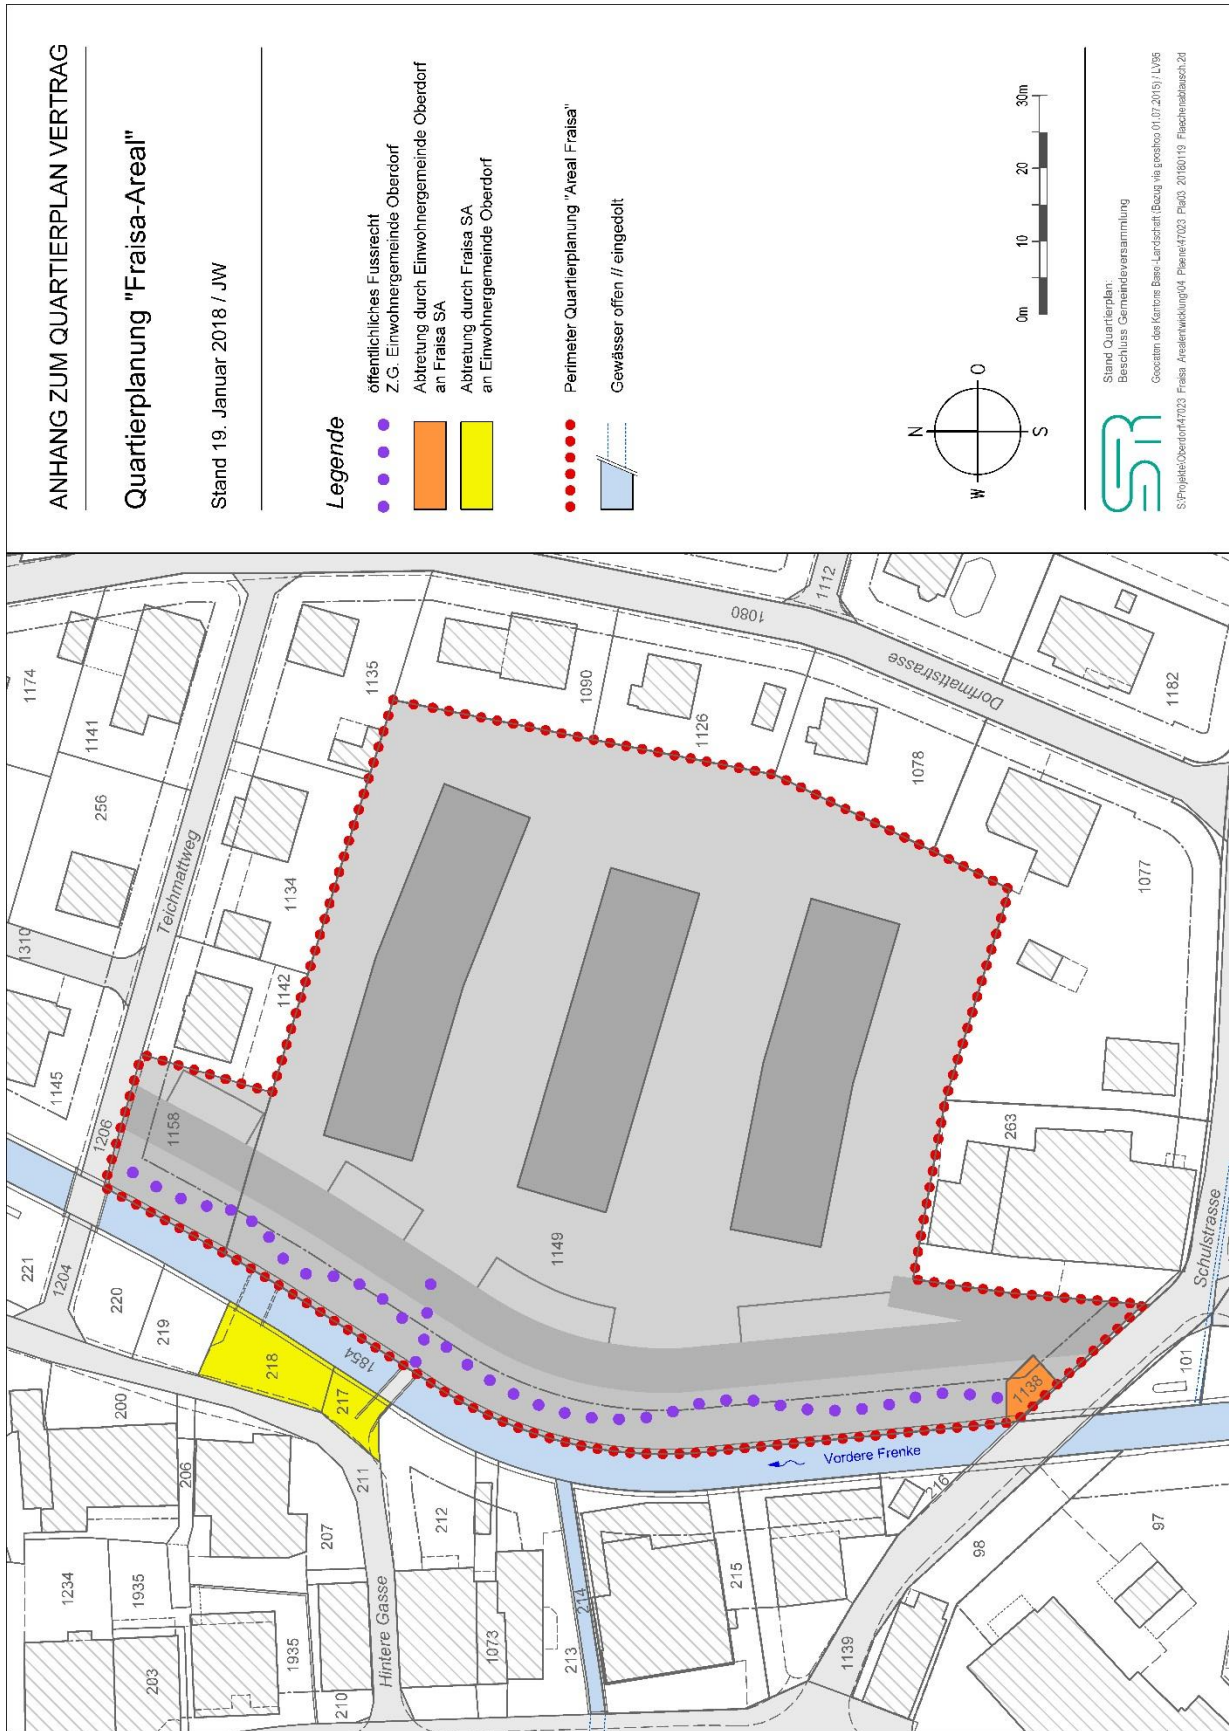 ANHANG ZUM QUARTIERPLAN VERTRAG
Quartierplanung "Fraisa-Areal"
Stand 19. Januar 2018 / JW
Legende
öffentlichliches Fussrecht
Z.G. Einwohnergemeinde Oberdorf
Abtretung durch Einwohnergemeinde Oberdorf
an Fraisa SA
Abtretung durch Fraisa SA
an Einwohnergemeinde Oberdorf
Perimeter Quartierplanung "Areal Fraisa"
Gewässer offen // eingedolt
N
W
O
S
0m
10
20
30m
SR
Stand Quartierplan:
Beschluss Gemeindeversammlung
1174
1141
256
1310
1145
Teichmattweg
1206
1204
221
220
219
218
217
1854
200
206
207
211
212
1234
1935
203
1935
210
Hintere Gasse
1073
213
214
215
216
1139
98
97
101
1138
Vordere Frenke
Schulstrasse
263
1149
1158
1142
1134
1135
1090
1126
1078
1077
1080
1112
Dorfmattstrasse
1182